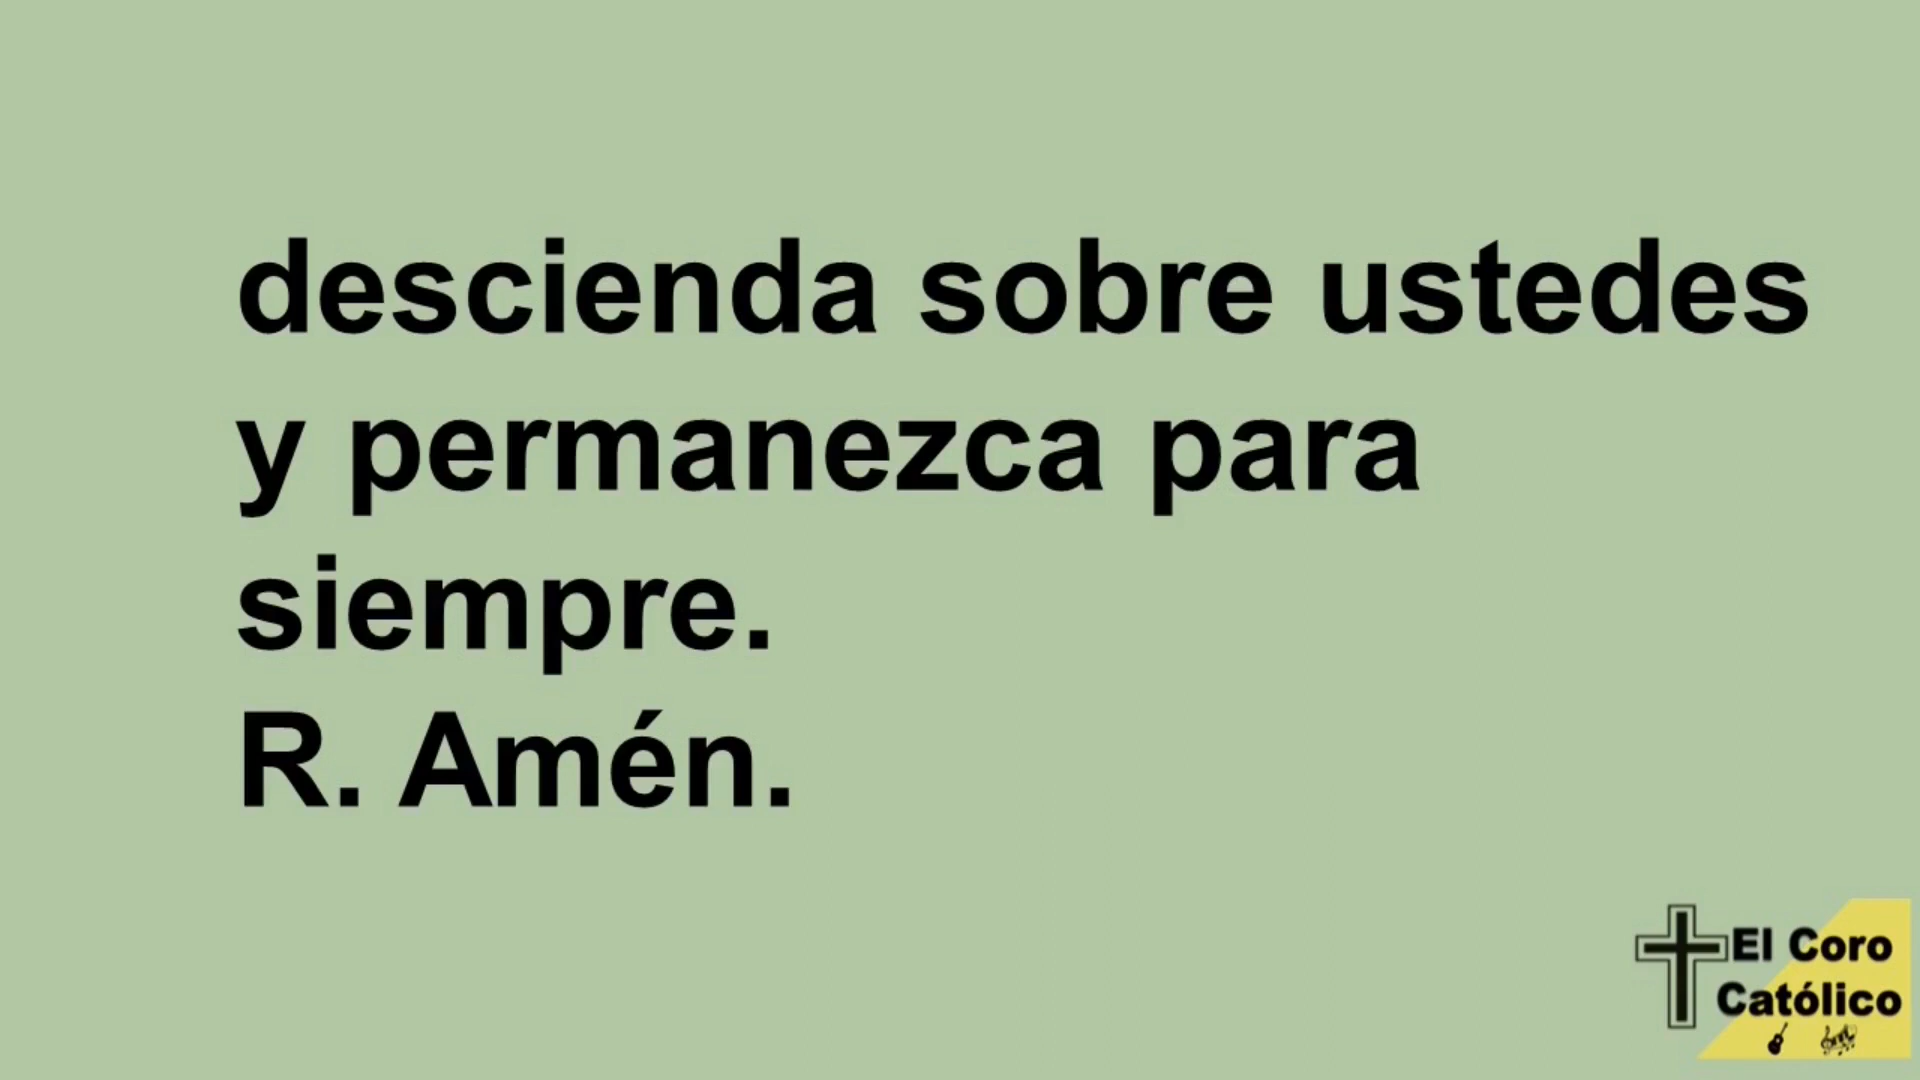 descienda sobre ustedes
y permanezca para
siempre.
R. Amén.
El Coro
Católico